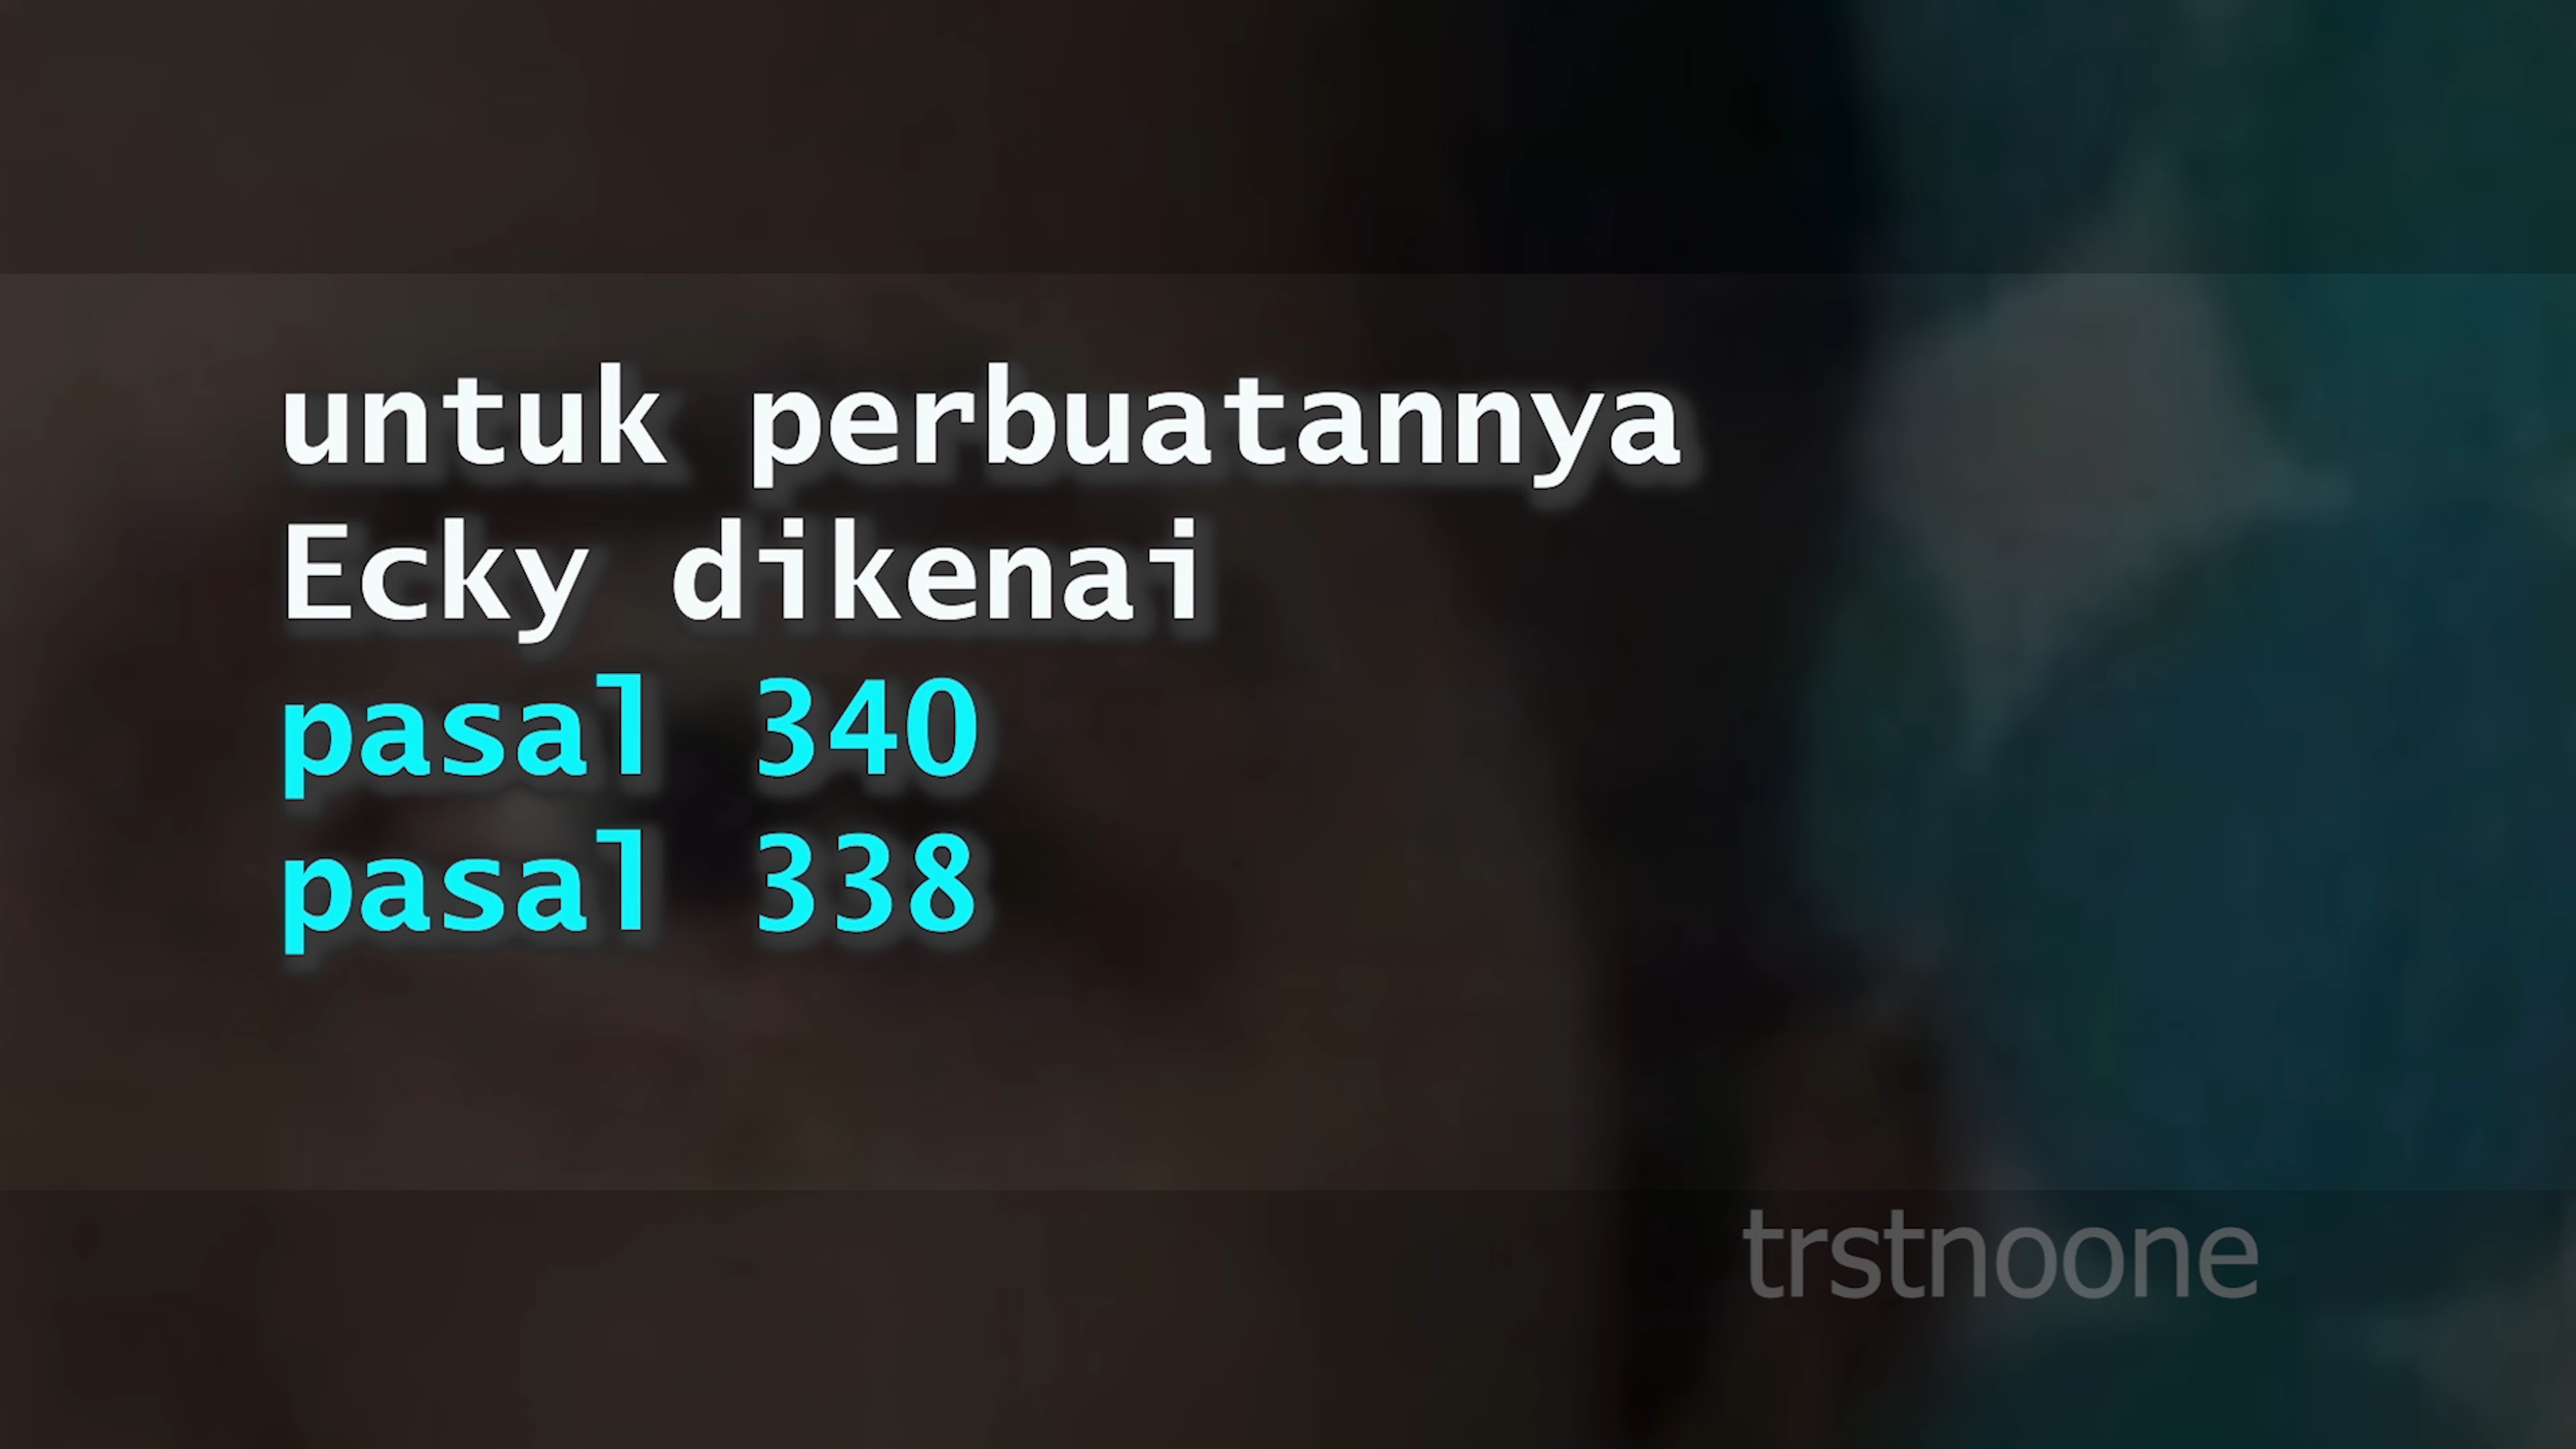 untuk perbuatannya
Ecky dikenai
pasal 340
pasal 338
trstnoone